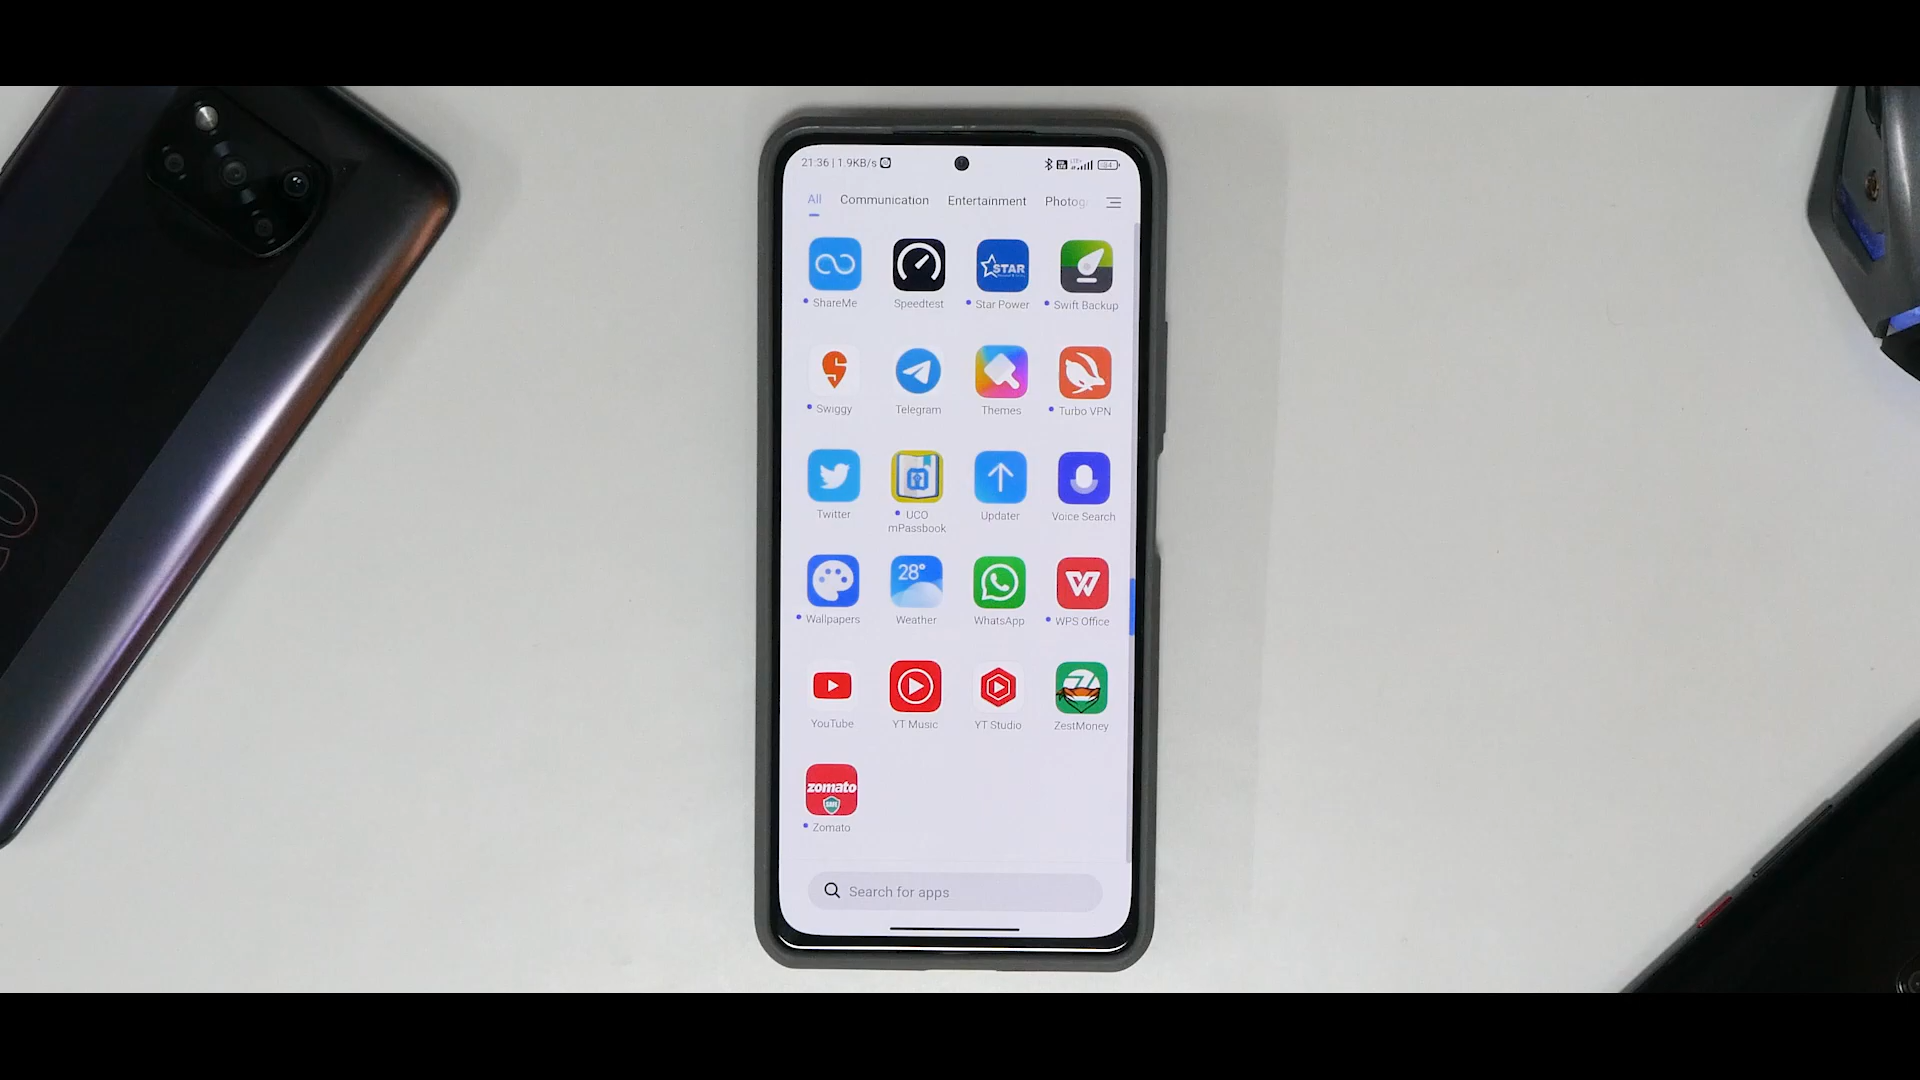 21:36 | 1.9KB/s
All Communication Entertainment Photog
STAR
ShareMe Speedtest Star Power Swift Backup
Swiggy Telegram Themes Turbo VPN
Twitter UCO mPassbook Updater Voice Search
28°
Wallpapers Weather WhatsApp WPS Office
YouTube YT Music YT Studio ZestMoney
zomato
SAFE
Zomato
Search for apps